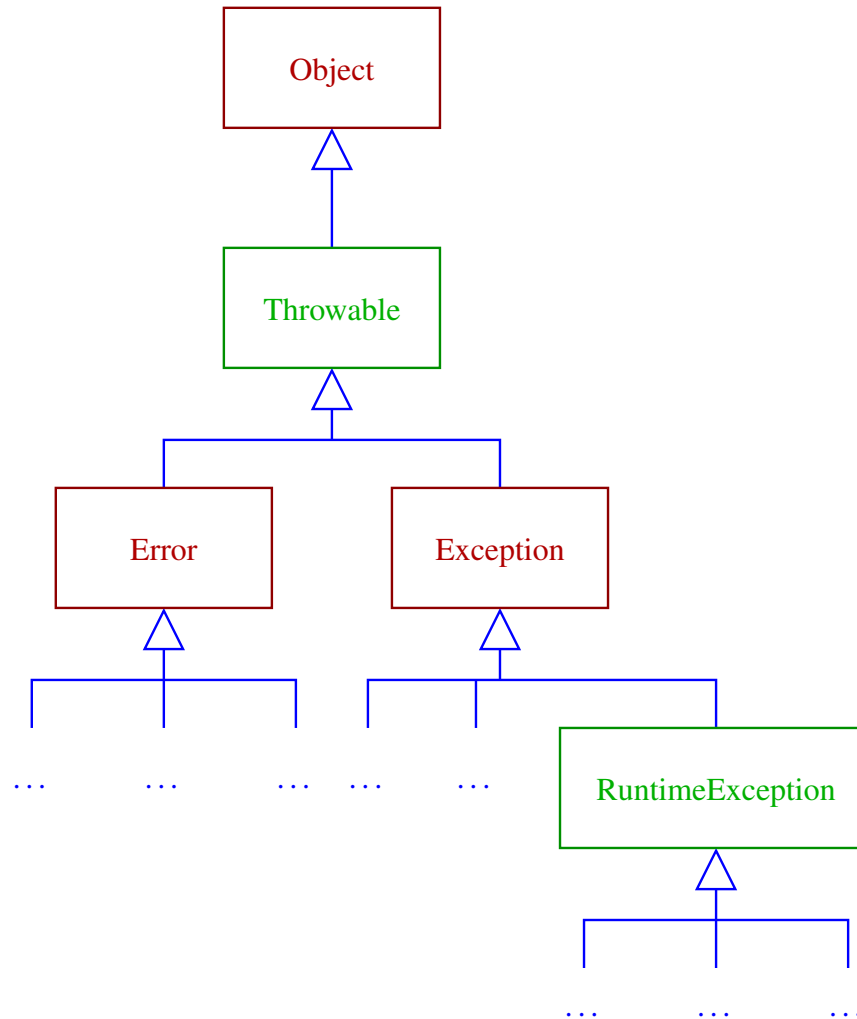 Object
Throwable
Error
Exception
... ... ... ... ...
RuntimeException
... ... ...